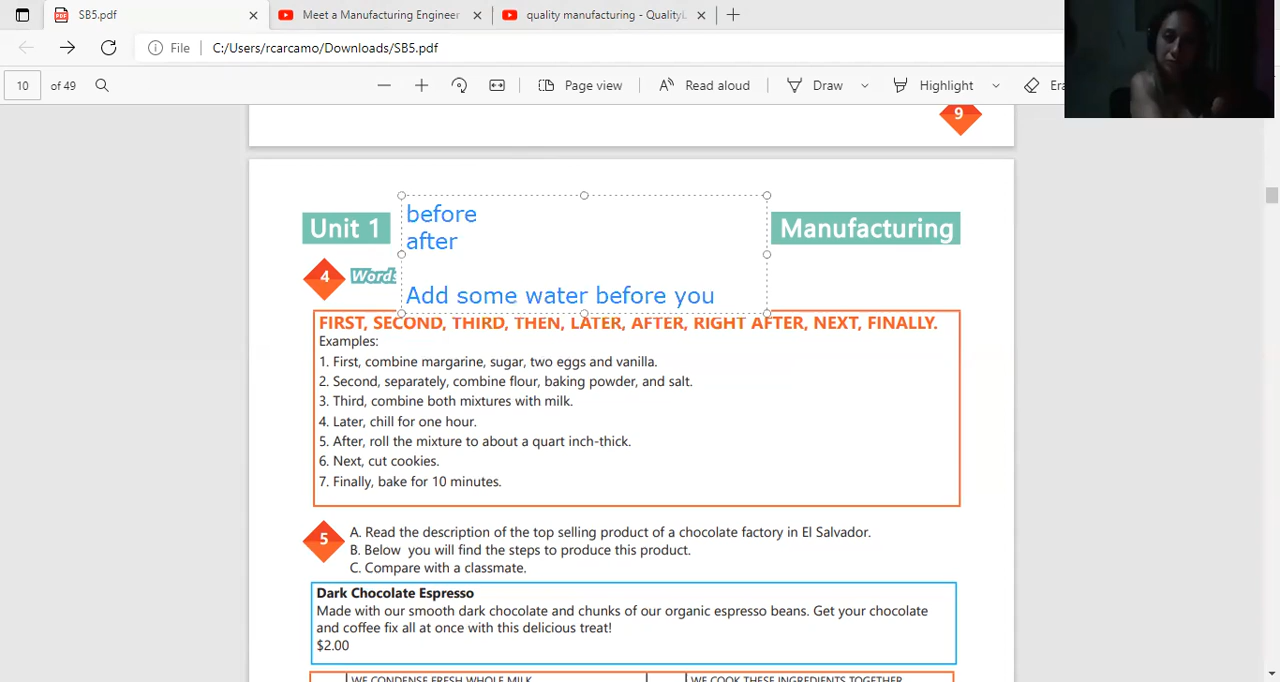 SB5.pdf
Meet a Manufacturing Engineer
quality manufacturing - QualityL
File C:/Users/rcarcamo/Downloads/SB5.pdf
10 of 49 Page view Read aloud Draw Highlight Era
9
Unit 1
before
after
Manufacturing
4 Words
Add some water before you
FIRST, SECOND, THIRD, THEN, LATER, AFTER, RIGHT AFTER, NEXT, FINALLY.
Examples:
1. First, combine margarine, sugar, two eggs and vanilla.
2. Second, separately, combine flour, baking powder, and salt.
3. Third, combine both mixtures with milk.
4. Later, chill for one hour.
5. After, roll the mixture to about a quart inch-thick.
6. Next, cut cookies.
7. Finally, bake for 10 minutes.
5 A. Read the description of the top selling product of a chocolate factory in El Salvador.
B. Below you will find the steps to produce this product.
C. Compare with a classmate.
Dark Chocolate Espresso
Made with our smooth dark chocolate and chunks of our organic espresso beans. Get your chocolate
and coffee fix all at once with this delicious treat!
$2.00
WE CONDENSE FRESH WHOLE MILK WE COOK THESE INGREDIENTS TOGETHER